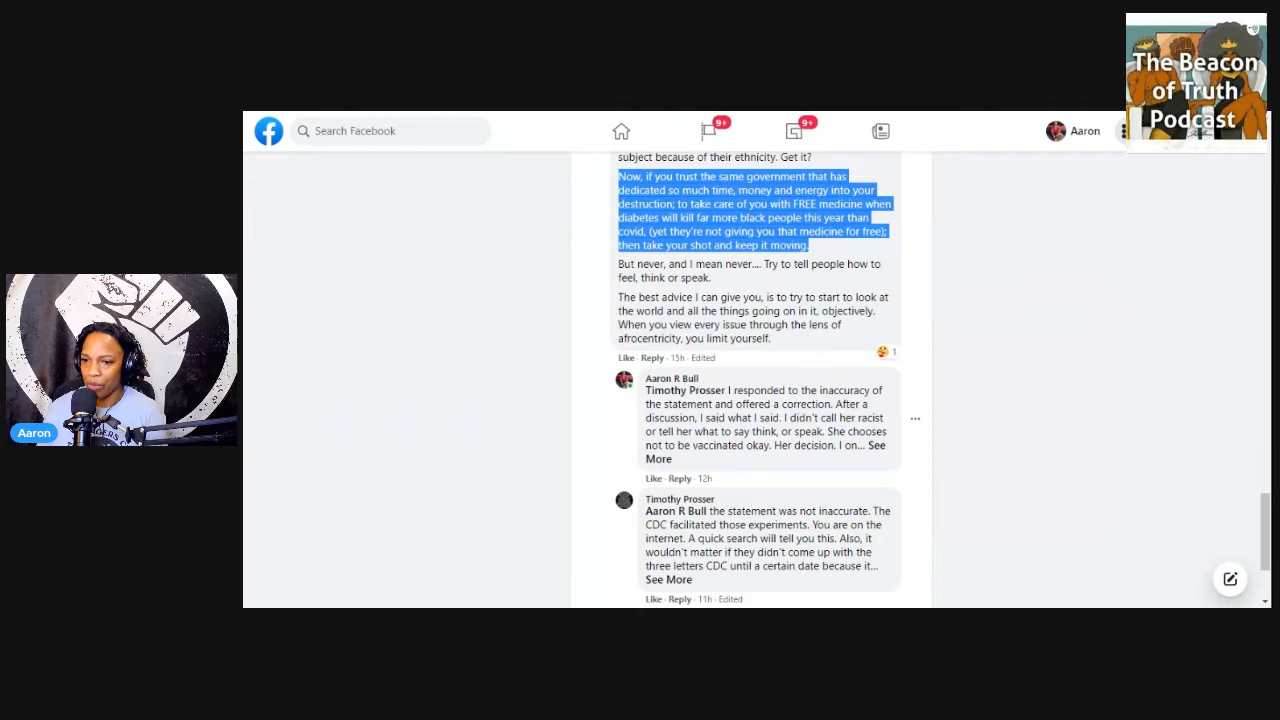 The Beacon
of Truth
Podcast
Search Facebook
9+
9+
Aaron
subject because of their ethnicity. Get it?
Now, if you trust the same government that has
dedicated so much time, money and energy into your
destruction; to take care of you with FREE medicine when
diabetes will kill far more black people this year than
covid, (yet they're not giving you that medicine for free);
then take your shot and keep it moving.
But never, and I mean never.... Try to tell people how to
feel, think or speak.
The best advice I can give you, is to try to start to look at
the world and all the things going on in it, objectively.
When you view every issue through the lens of
afrocentricity, you limit yourself.
Like · Reply · 15h · Edited
1
Aaron R Bull
Timothy Prosser I responded to the inaccuracy of
the statement and offered a correction. After a
discussion, I said what I said. I didn't call her racist
or tell her what to say think, or speak. She chooses
not to be vaccinated okay. Her decision. I on... See
More
Like · Reply · 12h
Timothy Prosser
Aaron R Bull the statement was not inaccurate. The
CDC facilitated those experiments. You are on the
internet. A quick search will tell you this. Also, it
wouldn't matter if they didn't come up with the
three letters CDC until a certain date because it...
See More
Like · Reply · 11h · Edited
Aaron